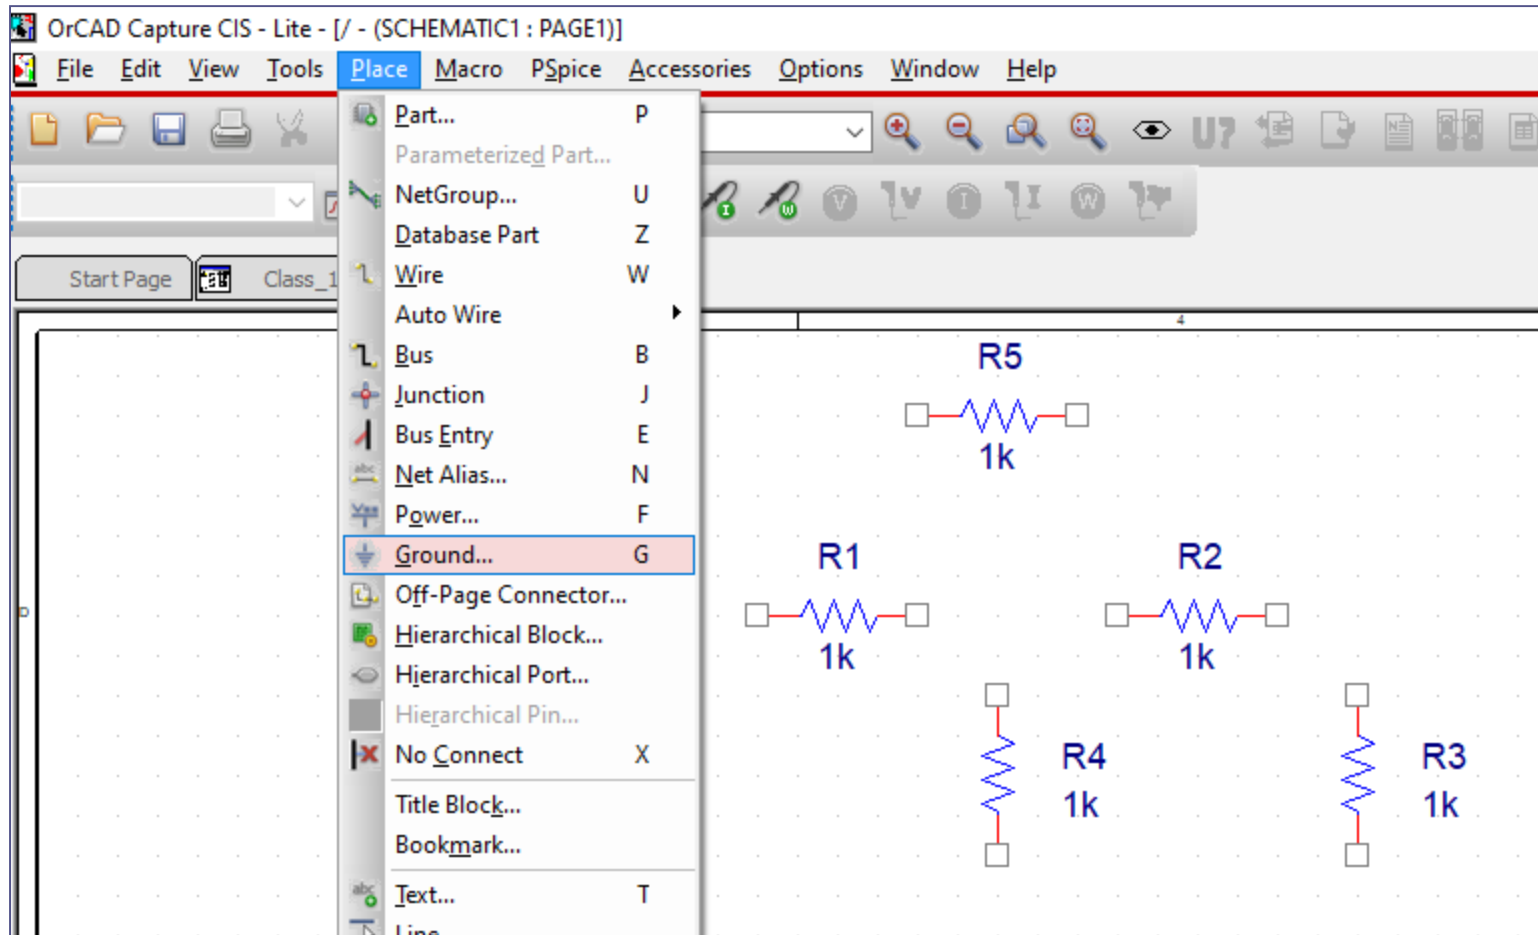 OrCAD Capture CIS - Lite - [/ - (SCHEMATIC1 : PAGE1)]
File Edit View Tools Place Macro PSpice Accessories Options Window Help
Part... P
Parameterized Part...
NetGroup... U
Database Part Z
Wire W
Auto Wire
Bus B
Junction J
Bus Entry E
Net Alias... N
Power... F
Ground... G
Off-Page Connector...
Hierarchical Block...
Hierarchical Port...
Hierarchical Pin...
No Connect X
Title Block...
Bookmark...
Text... T
Line
U?
Start Page
Class_1
4
D
R5
1k
R1
1k
R2
1k
R4
1k
R3
1k